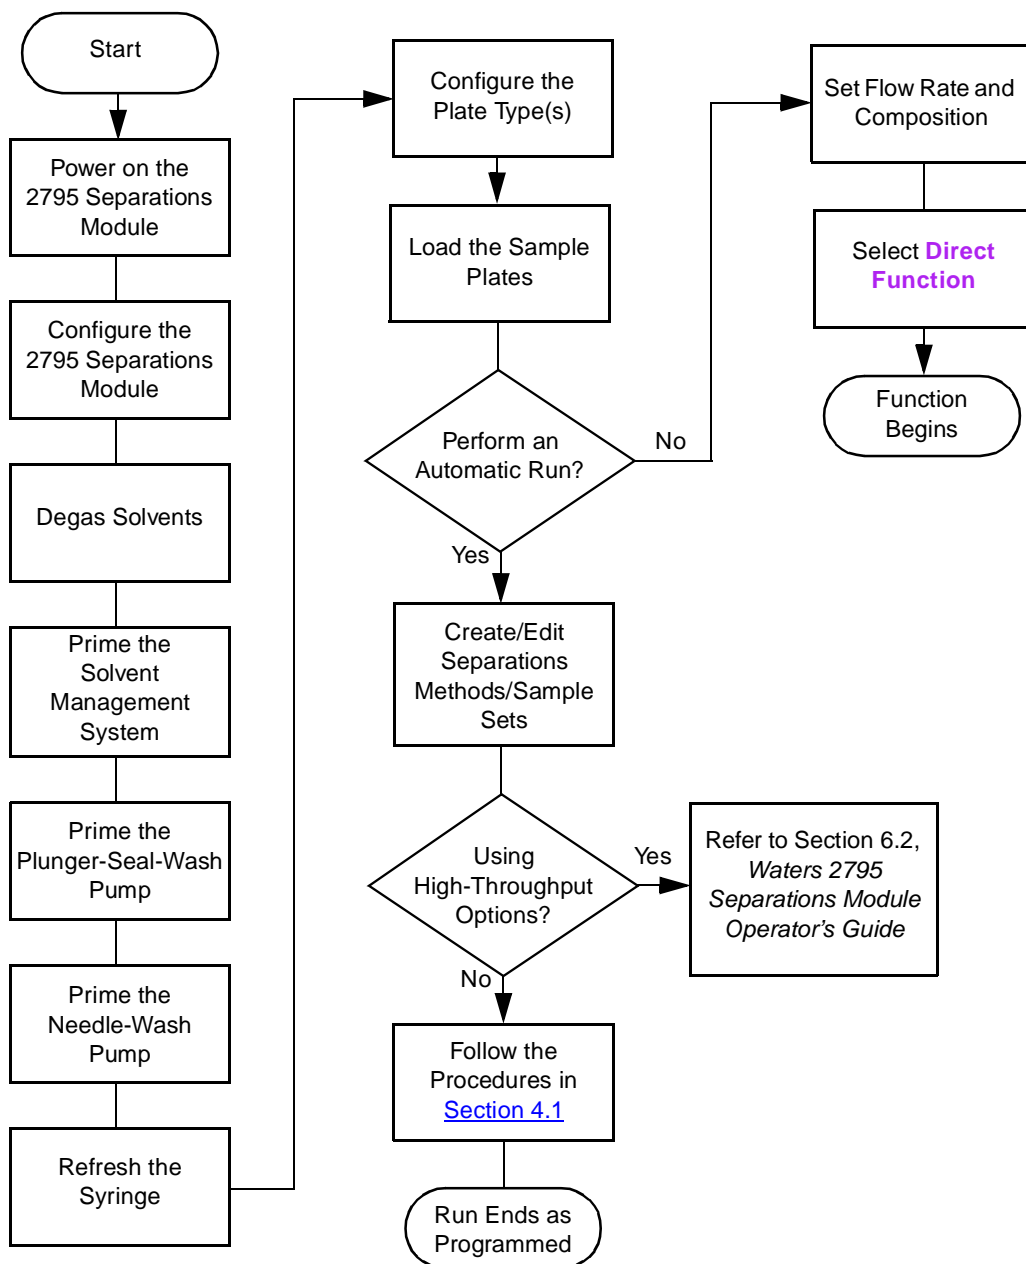 Start
Power on the
2795 Separations
Module
Configure the
2795 Separations
Module
Degas Solvents
Prime the
Solvent
Management
System
Prime the
Plunger-Seal-Wash
Pump
Prime the
Needle-Wash
Pump
Refresh the
Syringe
Configure the
Plate Type(s)
Load the Sample
Plates
Perform an
Automatic Run?
No
Yes
Set Flow Rate and
Composition
Select Direct
Function
Function
Begins
Create/Edit
Separations
Methods/Sample
Sets
Using
High-Throughput
Options?
Yes
No
Refer to Section 6.2,
Waters 2795
Separations Module
Operator's Guide
Follow the
Procedures in
Section 4.1
Run Ends as
Programmed